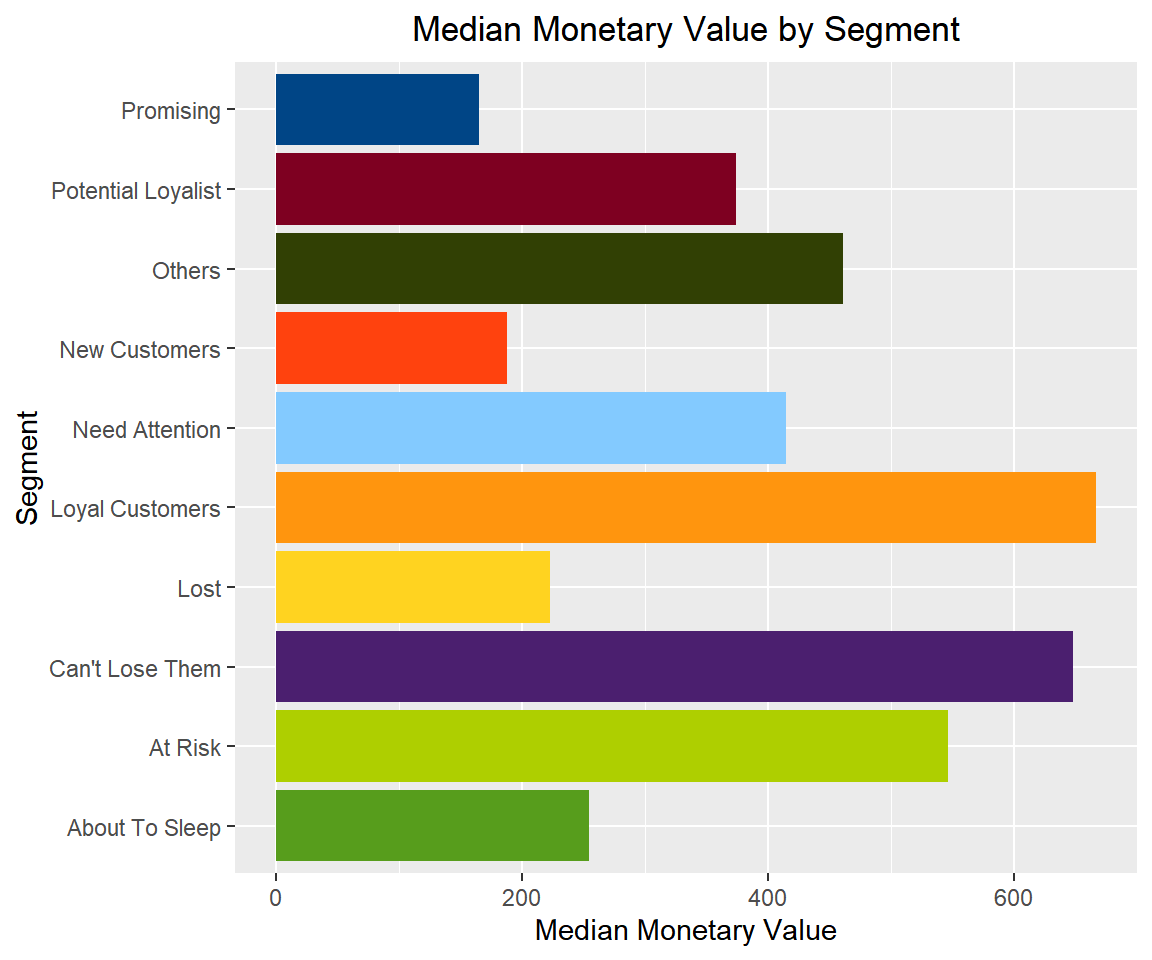 Median Monetary Value by Segment
Promising
Potential Loyalist
Others
New Customers
Need Attention
Loyal Customers
Lost
Can't Lose Them
At Risk
About To Sleep
Segment
0 200 400 600
Median Monetary Value